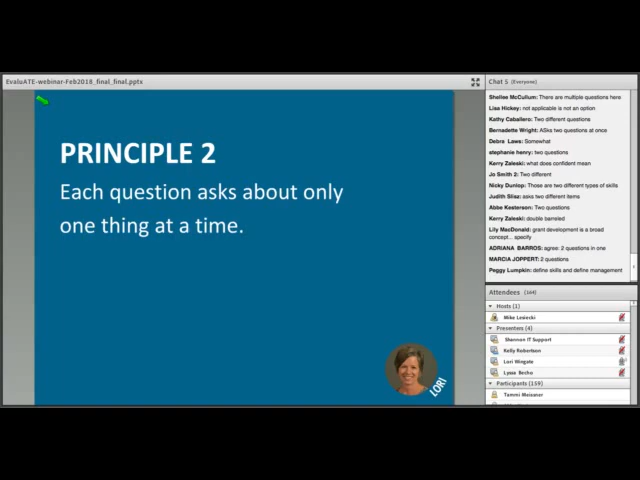 EvaluATE-webinar-Feb2018_final_final.pptx
PRINCIPLE 2
Each question asks about only
one thing at a time.
LORI
Chat 5 (Everyone)
Shellee McCullum: There are multiple questions here
Lisa Hickey: not applicable is not an option
Kathy Caballero: Two different questions
Bernadette Wright: ASks two questions at once
Debra Laws: Somewhat
stephanie henry: two questions
Kerry Zaleski: what does confident mean
Jo Smith 2: Two different
Nicky Dunlop: Those are two different types of skills
Judith Slisz: asks two different items
Abbe Kesterson: Two questions
Kerry Zaleski: double barreled
Lily MacDonald: grant development is a broad
concept... specify
ADRIANA BARROS: agree: 2 questions in one
MARCIA JOPPERT: 2 questions
Peggy Lumpkin: define skills and define management
Attendees (164)
Hosts (1)
Mike Lesiecki
Presenters (4)
Shannon IT Support
Kelly Robertson
Lori Wingate
Lyssa Becho
Participants (159)
Tammi Meissner